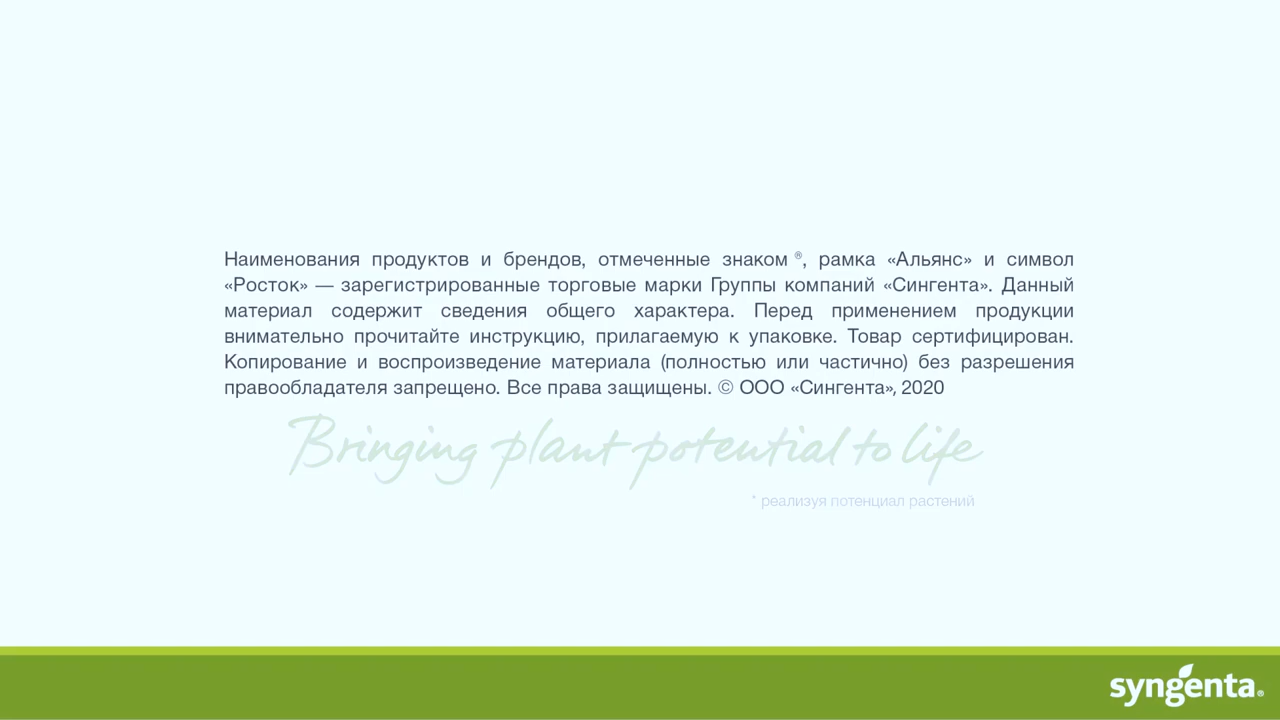 Наименования продуктов и брендов, отмеченные знаком ®, рамка «Альянс» и символ
«Росток» — зарегистрированные торговые марки Группы компаний «Сингента». Данный
материал содержит сведения общего характера. Перед применением продукции
внимательно прочитайте инструкцию, прилагаемую к упаковке. Товар сертифицирован.
Копирование и воспроизведение материала (полностью или частично) без разрешения
правообладателя запрещено. Все права защищены. © ООО «Сингента», 2020
Bringing plant potential to life
* реализуя потенциал растений
syngenta®